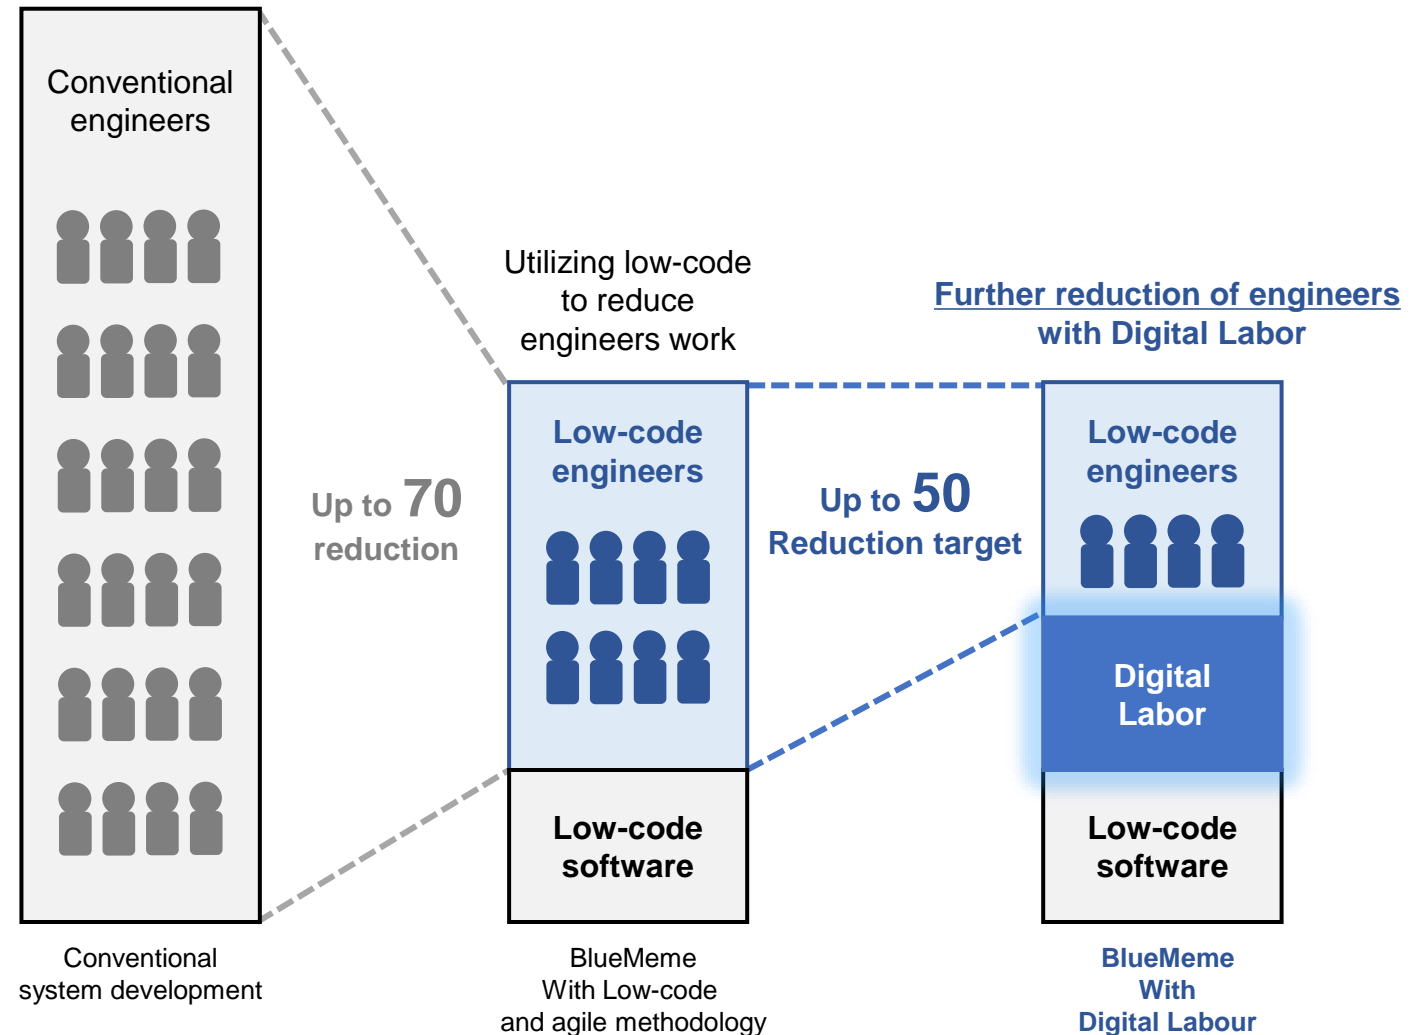 Conventional
engineers
Utilizing low-code
to reduce
engineers work
Further reduction of engineers
with Digital Labor
Up to 70
reduction
Low-code
engineers
Up to 50
Reduction target
Low-code
engineers
Digital
Labor
Low-code
software
Low-code
software
Conventional
system development
BlueMeme
With Low-code
and agile methodology
BlueMeme
With
Digital Labour